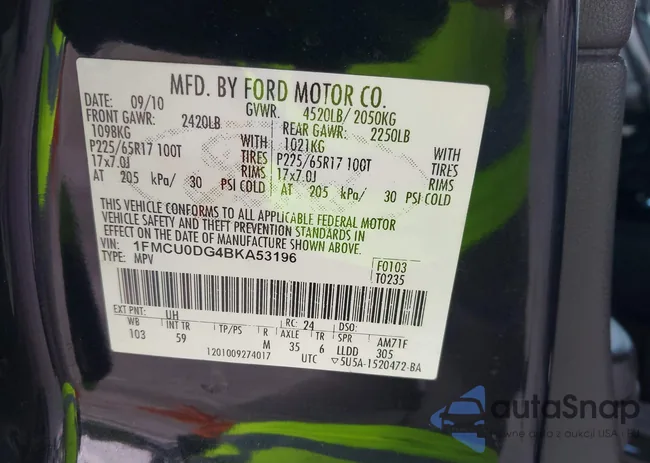 MFD. BY FORD MOTOR CO.
DATE: 09/10 GVWR. 4520LB/ 2050KG
FRONT GAWR: 2420LB REAR GAWR: 2250LB
1098KG WITH 1021KG WITH
P225/65R17 100T TIRES P225/65R17 100T TIRES
17x7.0J RIMS 17x7.0J RIMS
AT 205 kPa/ 30 PSI COLD AT 205 kPa/ 30 PSI COLD
THIS VEHICLE CONFORMS TO ALL APPLICABLE FEDERAL MOTOR
VEHICLE SAFETY AND THEFT PREVENTION STANDARDS IN
EFFECT ON THE DATE OF MANUFACTURE SHOWN ABOVE.
VIN: 1FMCU0DG4BKA53196
TYPE: MPV
F0103
T0235
EXT PNT: UH RC: 24 DSO:
WB INT TR TP/PS R AXLE TR SPR AM71F
103 59 M 35 6 LLDD 305
1201009274017 UTC ▽5U5A-1520472-BA
autaSnap